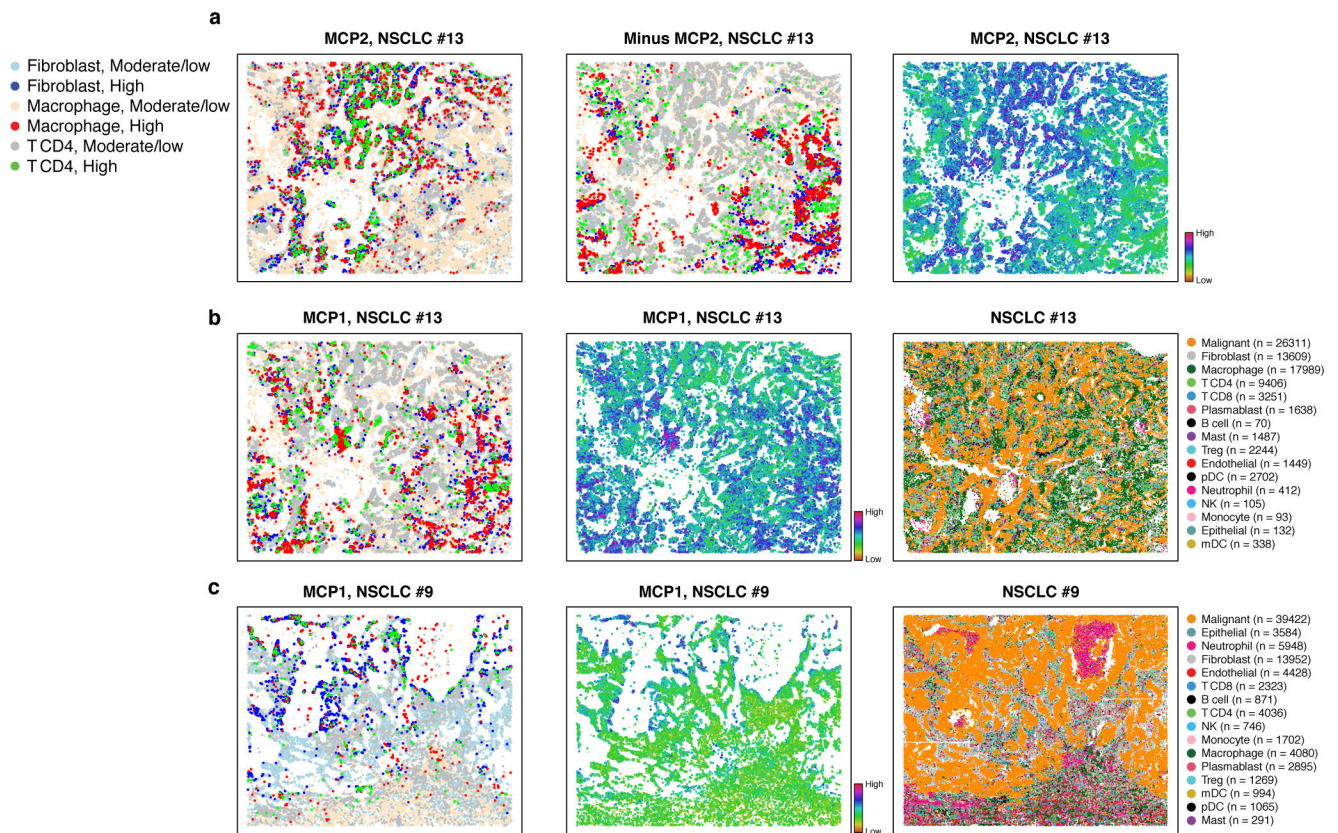 a
MCP2, NSCLC #13
Minus MCP2, NSCLC #13
MCP2, NSCLC #13
Fibroblast, Moderate/low
Fibroblast, High
Macrophage, Moderate/low
Macrophage, High
T CD4, Moderate/low
T CD4, High
High
Low
b
MCP1, NSCLC #13
MCP1, NSCLC #13
NSCLC #13
High
Low
Malignant (n = 26311)
Fibroblast (n = 13609)
Macrophage (n = 17989)
T CD4 (n = 9406)
T CD8 (n = 3251)
Plasmablast (n = 1638)
B cell (n = 70)
Mast (n = 1487)
Treg (n = 2244)
Endothelial (n = 1449)
pDC (n = 2702)
Neutrophil (n = 412)
NK (n = 105)
Monocyte (n = 93)
Epithelial (n = 132)
mDC (n = 338)
c
MCP1, NSCLC #9
MCP1, NSCLC #9
NSCLC #9
High
Low
Malignant (n = 39422)
Epithelial (n = 3584)
Neutrophil (n = 5948)
Fibroblast (n = 13952)
Endothelial (n = 4428)
T CD8 (n = 2323)
B cell (n = 871)
T CD4 (n = 4036)
NK (n = 746)
Monocyte (n = 1702)
Macrophage (n = 4080)
Plasmablast (n = 2895)
Treg (n = 1269)
mDC (n = 994)
pDC (n = 1065)
Mast (n = 291)